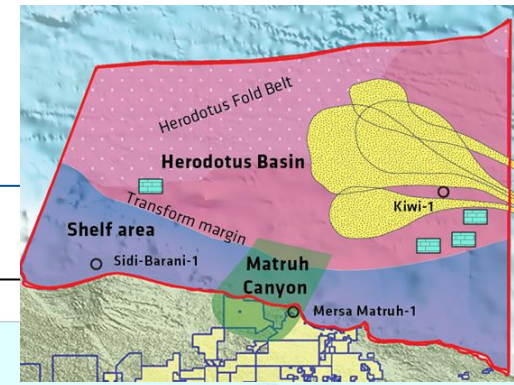 Herodotus Fold Belt
Herodotus Basin
Kiwi-1
Transform margin
Shelf area
Sidi-Barani-1
Matruh
Canyon
Mersa Matruh-1